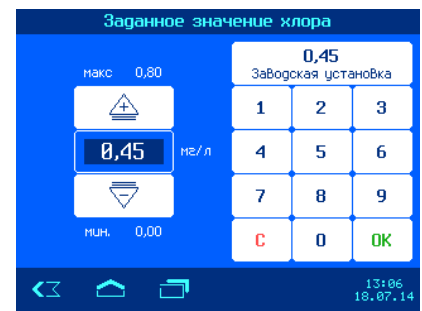 Заданное значение хлора
0,45
Заводская установка
макс 0,80
1 2 3
0,45 мг/л
4 5 6
7 8 9
мин. 0,00
C 0 OK
13:06
18.07.14